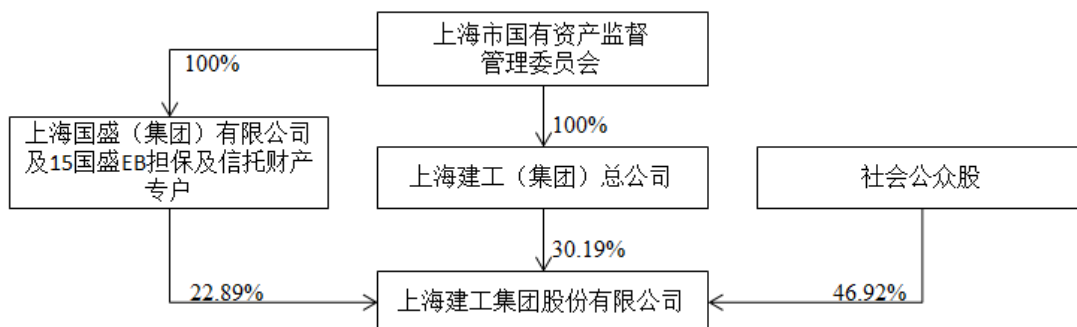 上海市国有资产监督
管理委员会
100%
100%
上海国盛（集团）有限公司
及15国盛EB担保及信托财产
专户
上海建工（集团）总公司
社会公众股
30.19%
22.89%
46.92%
上海建工集团股份有限公司